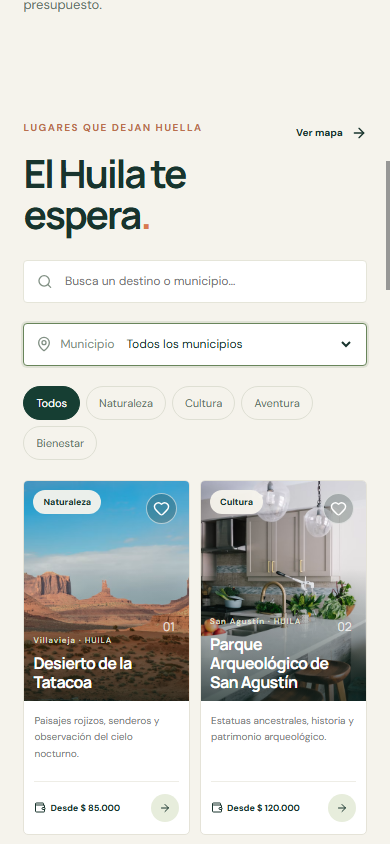 presupuesto.
LUGARES QUE DEJAN HUELLA
Ver mapa
El Huila te
espera.
Busca un destino o municipio...
Municipio Todos los municipios
Todos
Naturaleza
Cultura
Aventura
Bienestar
Naturaleza
01
Villavieja · HUILA
Desierto de la
Tatacoa
Paisajes rojizos, senderos y
observación del cielo
nocturno.
Desde $ 85.000
Cultura
San Agustín · HUILA
02
Parque
Arqueológico de
San Agustín
Estatuas ancestrales, historia y
patrimonio arqueológico.
Desde $ 120.000